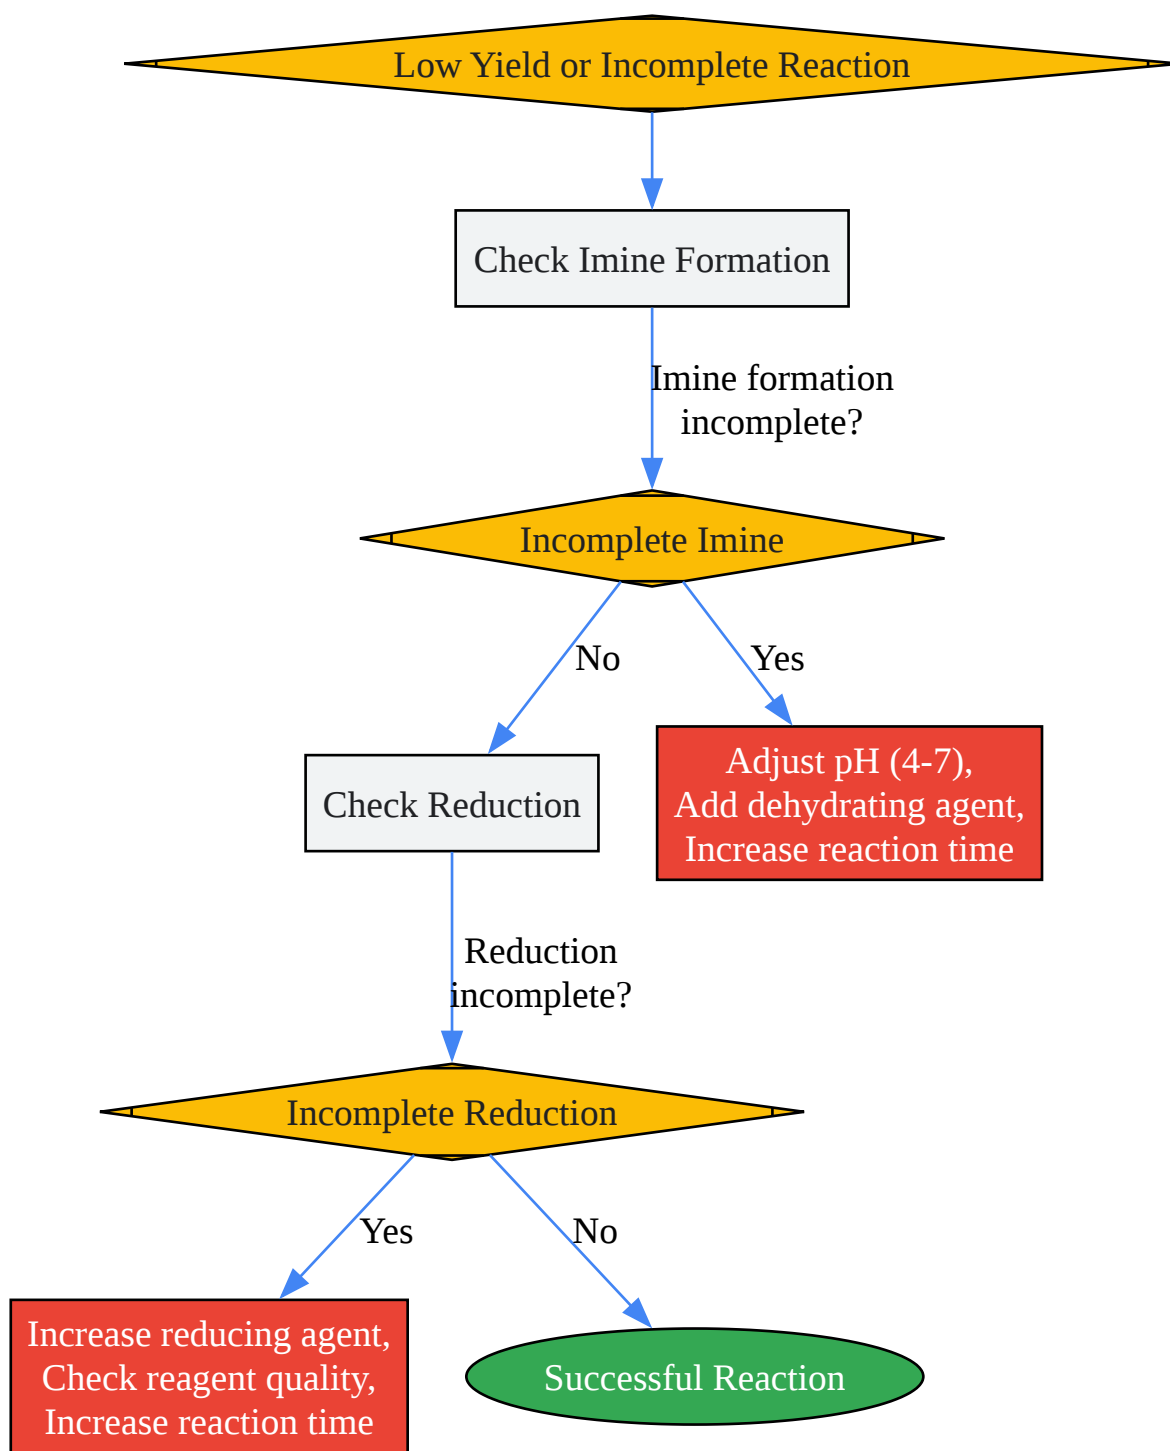 Low Yield or Incomplete Reaction
Check Imine Formation
Imine formation
incomplete?
Incomplete Imine
No
Yes
Adjust pH (4-7),
Add dehydrating agent,
Increase reaction time
Check Reduction
Reduction
incomplete?
Incomplete Reduction
Yes
No
Increase reducing agent,
Check reagent quality,
Increase reaction time
Successful Reaction